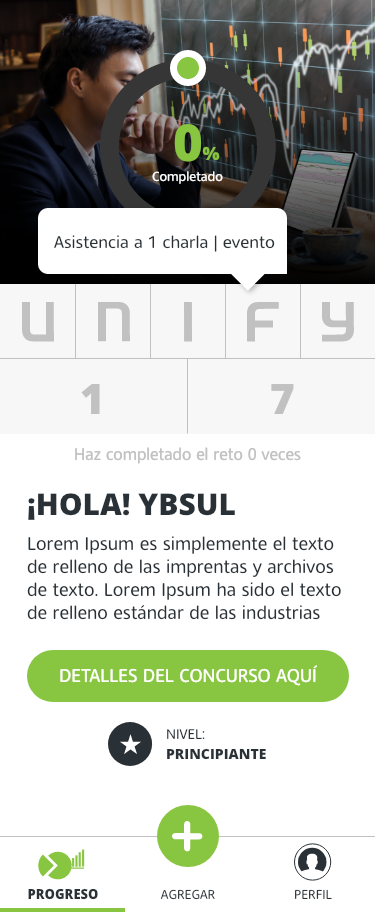 0%
Completado
Asistencia a 1 charla | evento
U N I F Y
1 7
Haz completado el reto 0 veces
¡HOLA! YBSUL
Lorem Ipsum es simplemente el texto
de relleno de las imprentas y archivos
de texto. Lorem Ipsum ha sido el texto
de relleno estándar de las industrias
DETALLES DEL CONCURSO AQUÍ
NIVEL:
PRINCIPIANTE
PROGRESO AGREGAR PERFIL